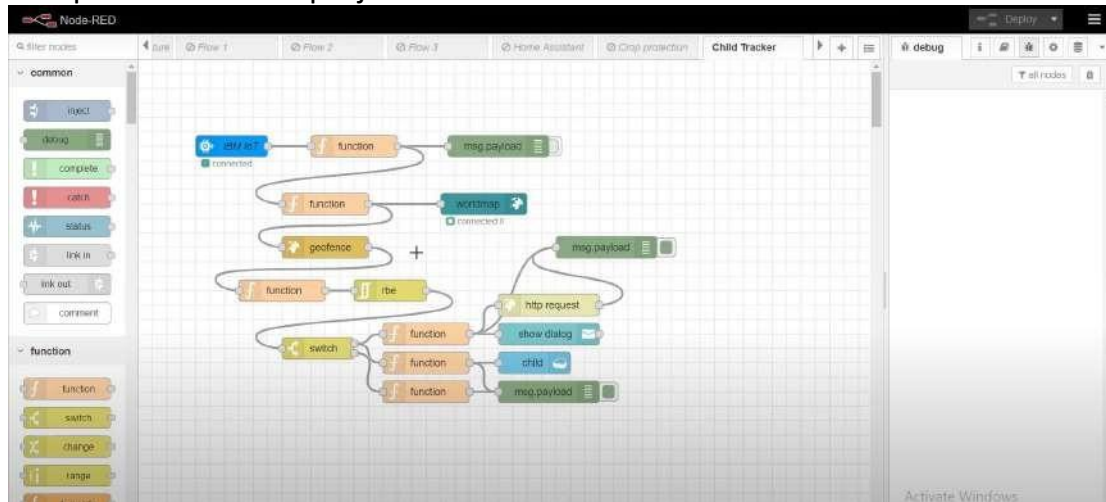 Node-RED
Deploy
filter nodes
Flow 1
Flow 2
Flow 3
Home Assistant
Crop protection
Child Tracker
debug
i
all nodes
common
inject
debug
complete
catch
status
link in
link out
comment
function
function
switch
change
range
IBM IoT
connected
function
msg.payload
function
worldmap
geofence
msg.payload
function
rbe
http request
switch
function
show dialog
function
child
function
msg.payload
Activate Windows